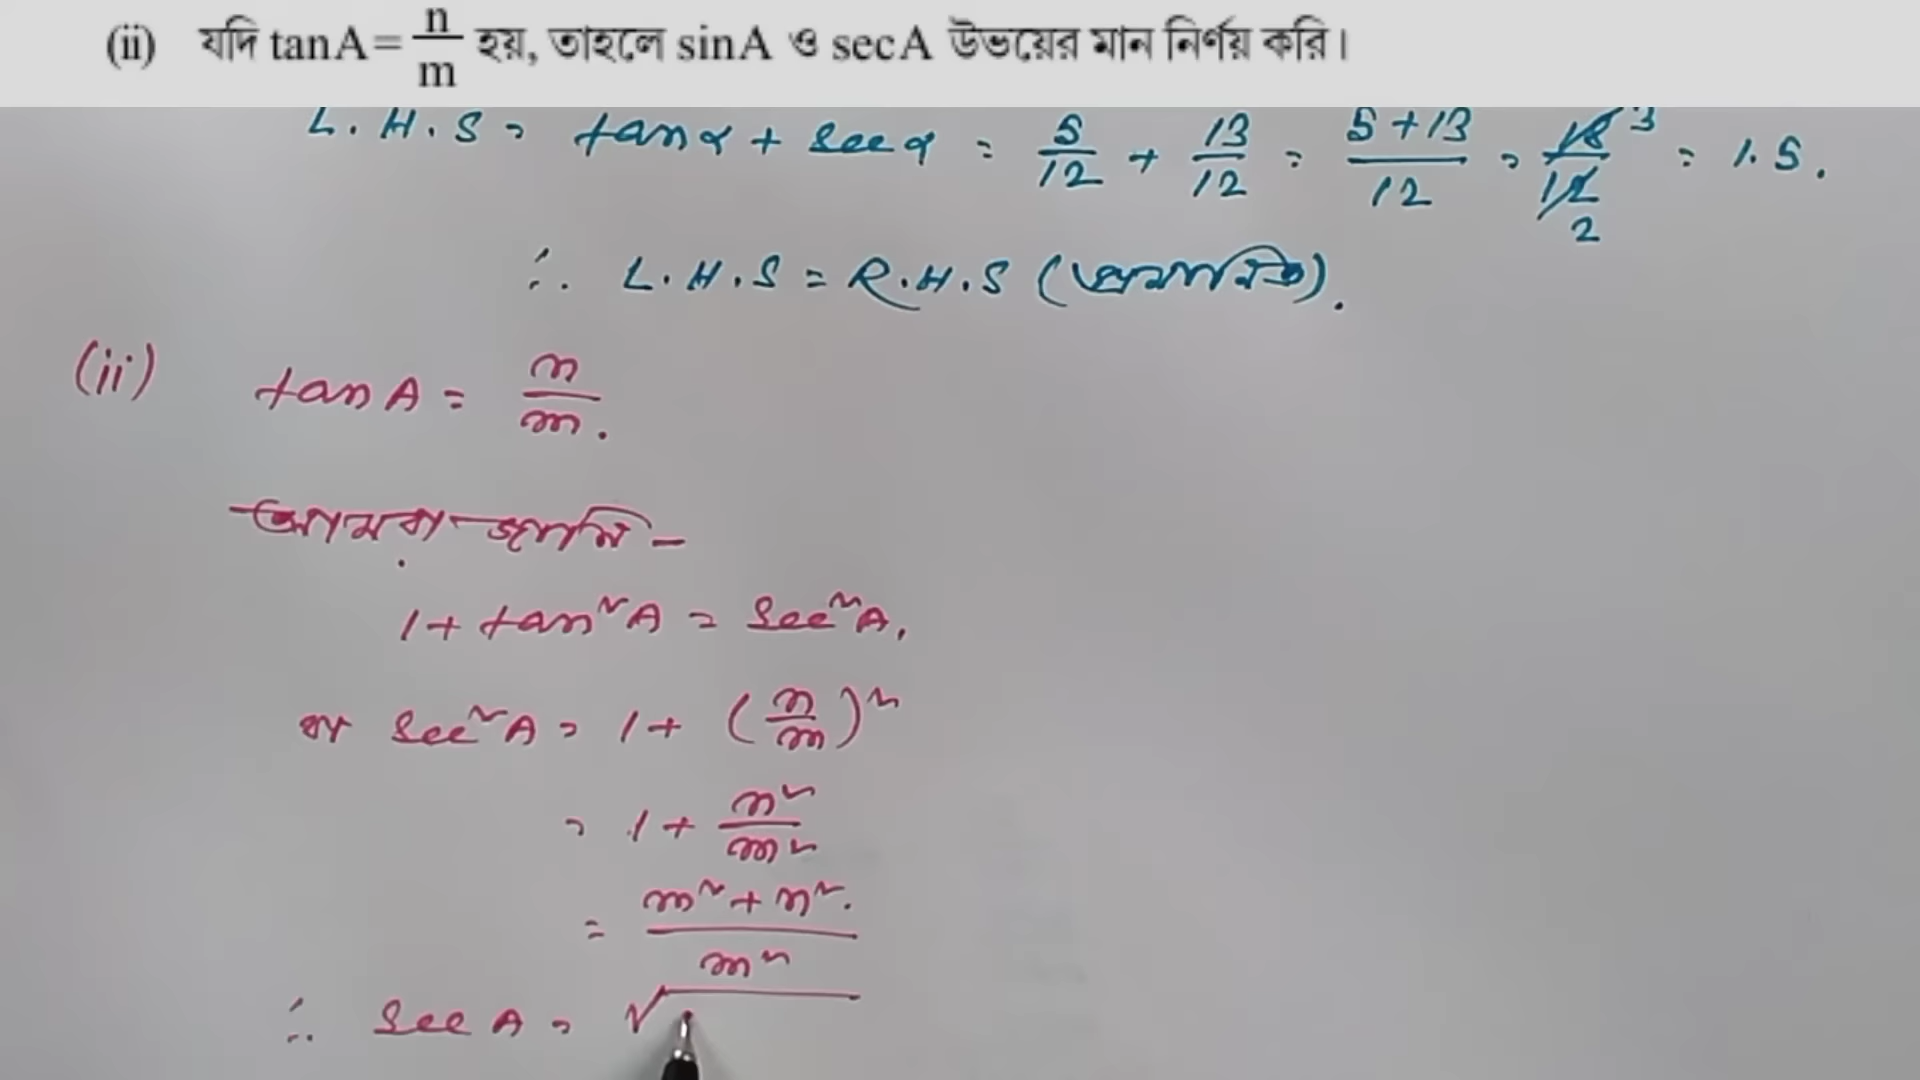 (ii) যদি tanA = n/m হয়, তাহলে sinA ও secA উভয়ের মান নির্ণয় করি।
L.H.S = tanα + secα = 5/12 + 13/12 = (5+13)/12 = 18/12 3/2 = 1.5.
∴ L.H.S = R.H.S (প্রমাণিত).
(ii) tan A = n/m.
আমরা জানি –
1 + tan²A = sec²A.
বা sec²A = 1 + (n/m)²
= 1 + n²/m²
= (m² + n²)/m²
∴ sec A = √